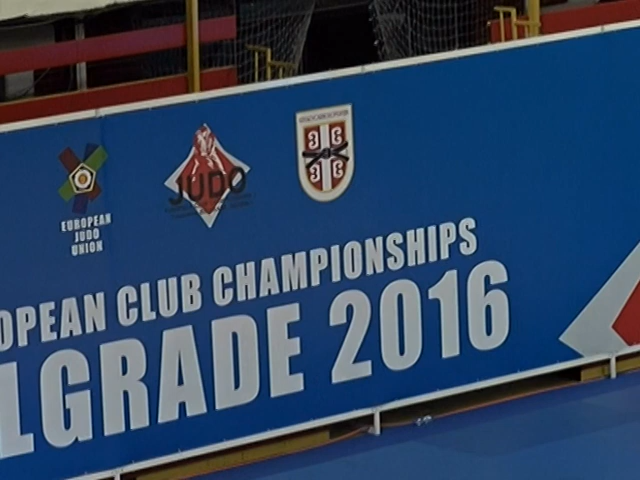 EUROPEAN
JUDO
UNION
JUDO
OPEAN CLUB CHAMPIONSHIPS
LGRADE 2016